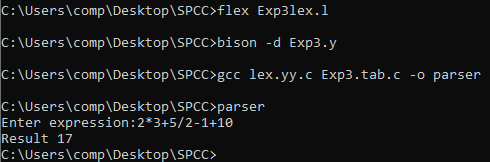 C:\Users\comp\Desktop\SPCC>flex Exp3lex.l
C:\Users\comp\Desktop\SPCC>bison -d Exp3.y
C:\Users\comp\Desktop\SPCC>gcc lex.yy.c Exp3.tab.c -o parser
C:\Users\comp\Desktop\SPCC>parser
Enter expression:2*3+5/2-1+10
Result 17
C:\Users\comp\Desktop\SPCC>